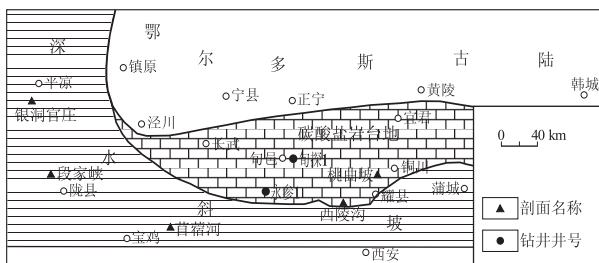 深
鄂
尔
多
斯
古
陆
镇原
平凉
银洞官庄
宁县
正宁
黄陵
韩城
泾川
宜君
碳酸盐岩台地
0 40 km
长武
水
旬邑
旬探1
段家峡
陇县
桃曲坡
铜川
永参1
耀县
蒲城
西陵沟
斜
坡
苜蓿河
宝鸡
西安
剖面名称
钻井井号